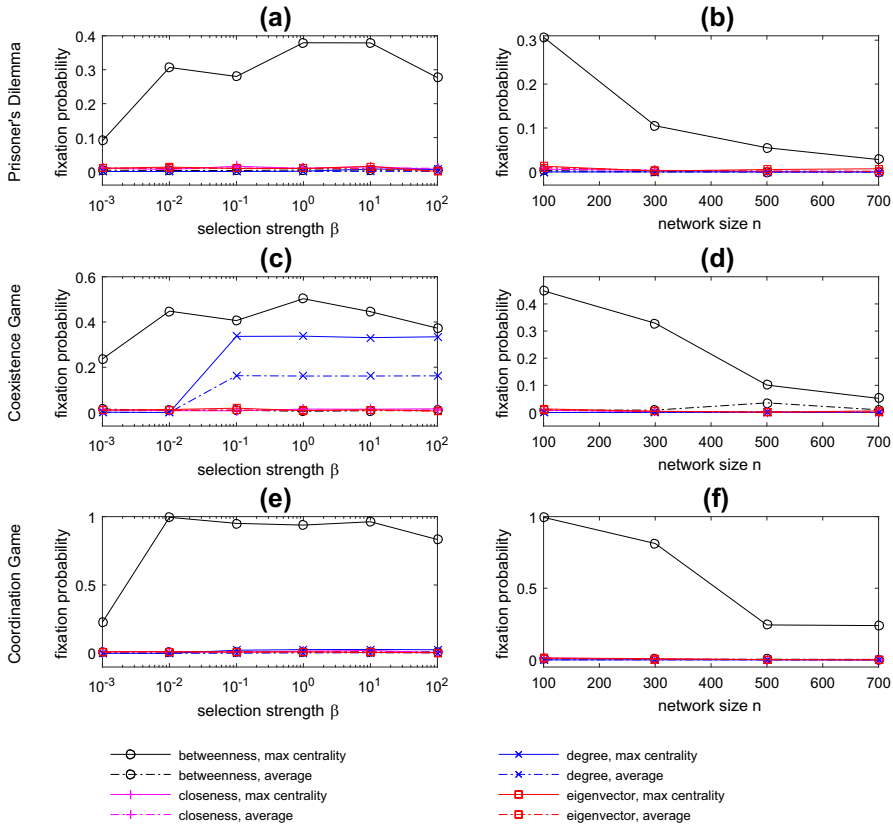 (a)
Prisoner's Dilemma
fixation probability
0.4
0.3
0.2
0.1
0
10^-3 10^-2 10^-1 10^0 10^1 10^2
selection strength β
(b)
fixation probability
0.3
0.2
0.1
0
100 200 300 400 500 600 700
network size n
(c)
Coexistence Game
fixation probability
0.6
0.4
0.2
0
10^-3 10^-2 10^-1 10^0 10^1 10^2
selection strength β
(d)
fixation probability
0.4
0.3
0.2
0.1
0
100 200 300 400 500 600 700
network size n
(e)
Coordination Game
fixation probability
1
0.5
0
10^-3 10^-2 10^-1 10^0 10^1 10^2
selection strength β
(f)
fixation probability
1
0.5
0
100 200 300 400 500 600 700
network size n
betweenness, max centrality
betweenness, average
closeness, max centrality
closeness, average
degree, max centrality
degree, average
eigenvector, max centrality
eigenvector, average